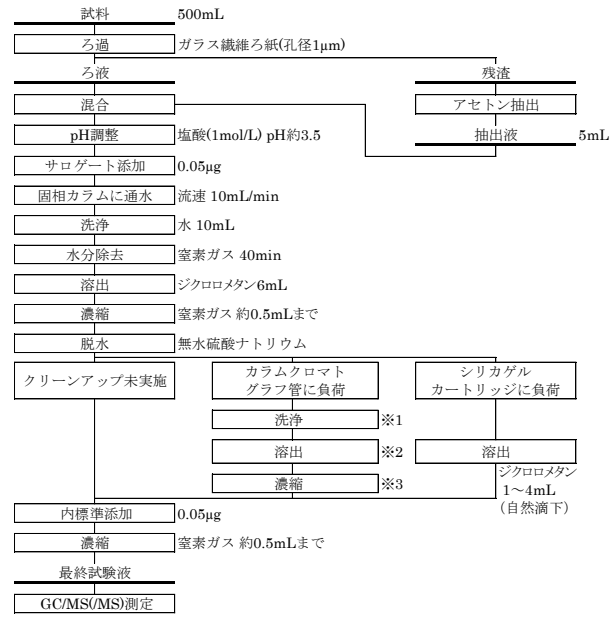 試料 500mL
ろ過 ガラス繊維ろ紙(孔径1μm)
ろ液 残渣
混合 アセトン抽出
pH調整 塩酸(1mol/L) pH約3.5 抽出液 5mL
サロゲート添加 0.05μg
固相カラムに通水 流速 10mL/min
洗浄 水 10mL
水分除去 窒素ガス 40min
溶出 ジクロロメタン6mL
濃縮 窒素ガス 約0.5mLまで
脱水 無水硫酸ナトリウム
クリーンアップ未実施
カラムクロマト
グラフ管に負荷
シリカゲル
カートリッジに負荷
洗浄 ※1
溶出 ※2 溶出
濃縮 ※3
ジクロロメタン
1～4mL
(自然滴下)
内標準添加 0.05μg
濃縮 窒素ガス 約0.5mLまで
最終試験液
GC/MS(/MS)測定